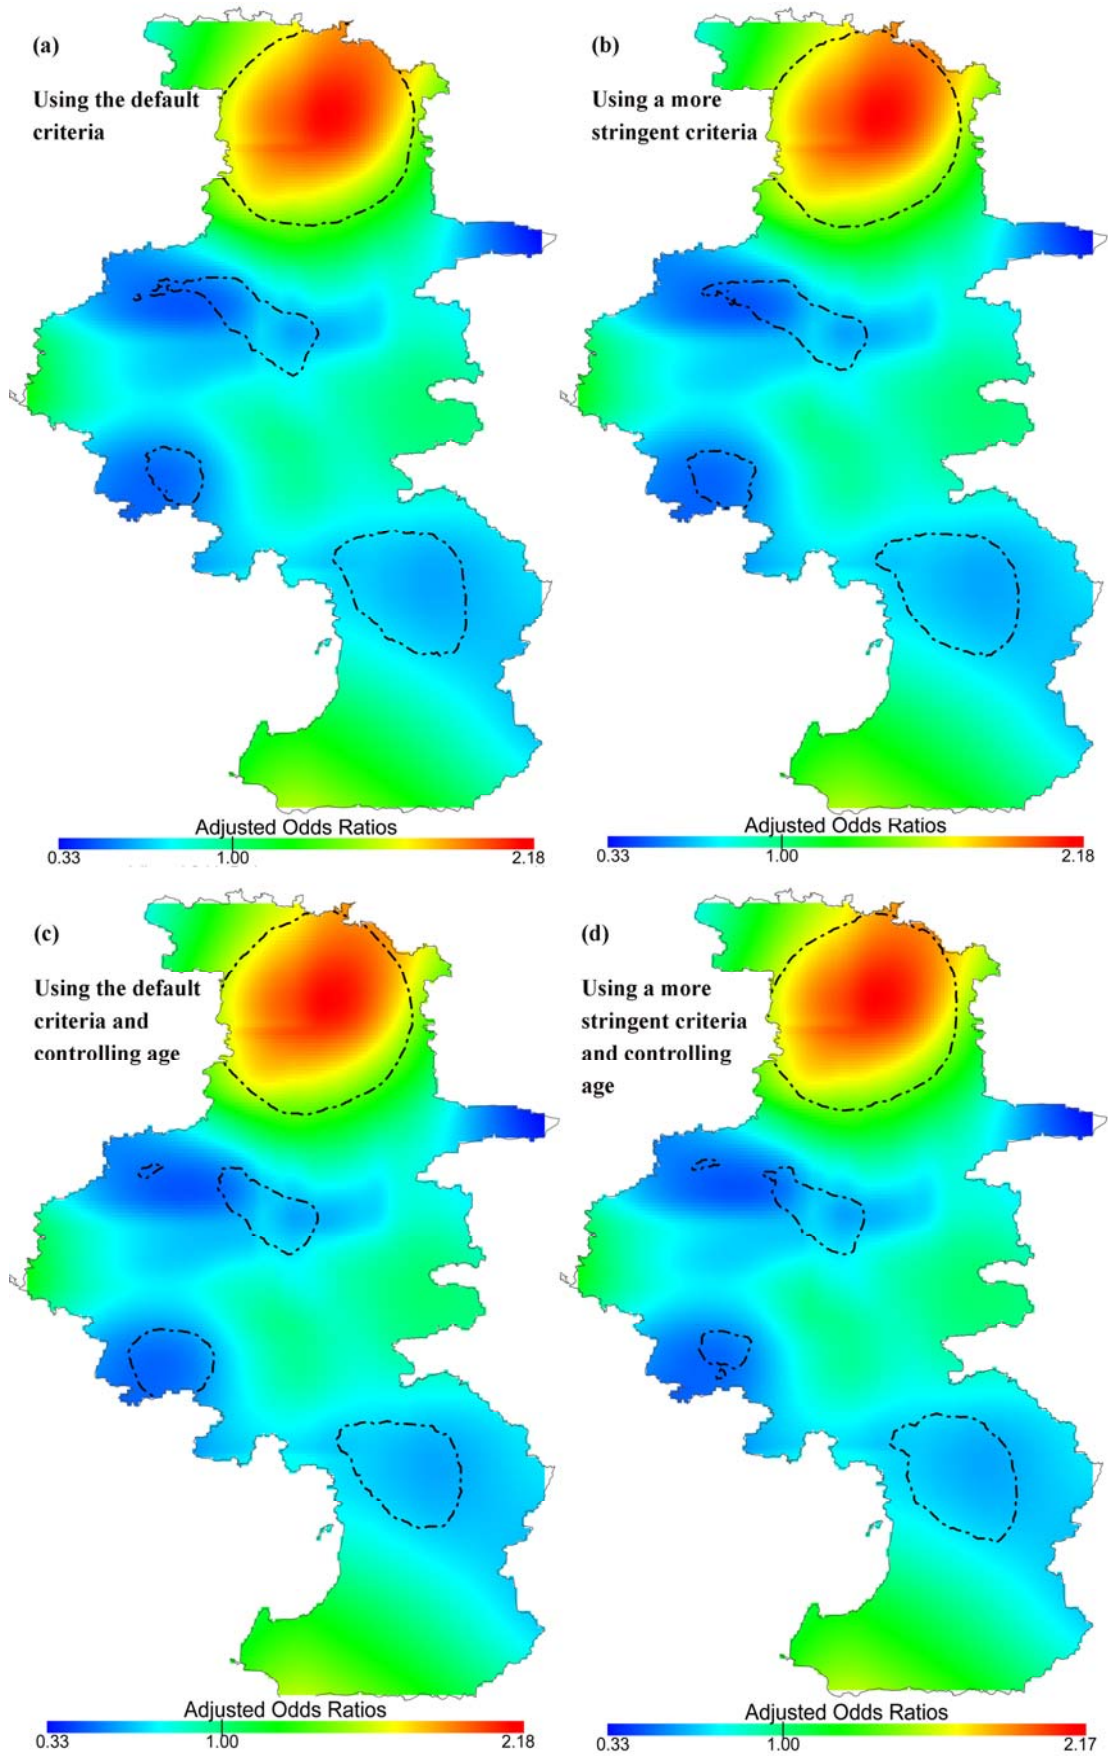 (a)
Using the default
criteria
(b)
Using a more
stringent criteria
Adjusted Odds Ratios
0.33 1.00 2.18
Adjusted Odds Ratios
0.33 1.00 2.18
(c)
Using the default
criteria and
controlling age
(d)
Using a more
stringent criteria
and controlling
age
Adjusted Odds Ratios
0.33 1.00 2.18
Adjusted Odds Ratios
0.33 1.00 2.17